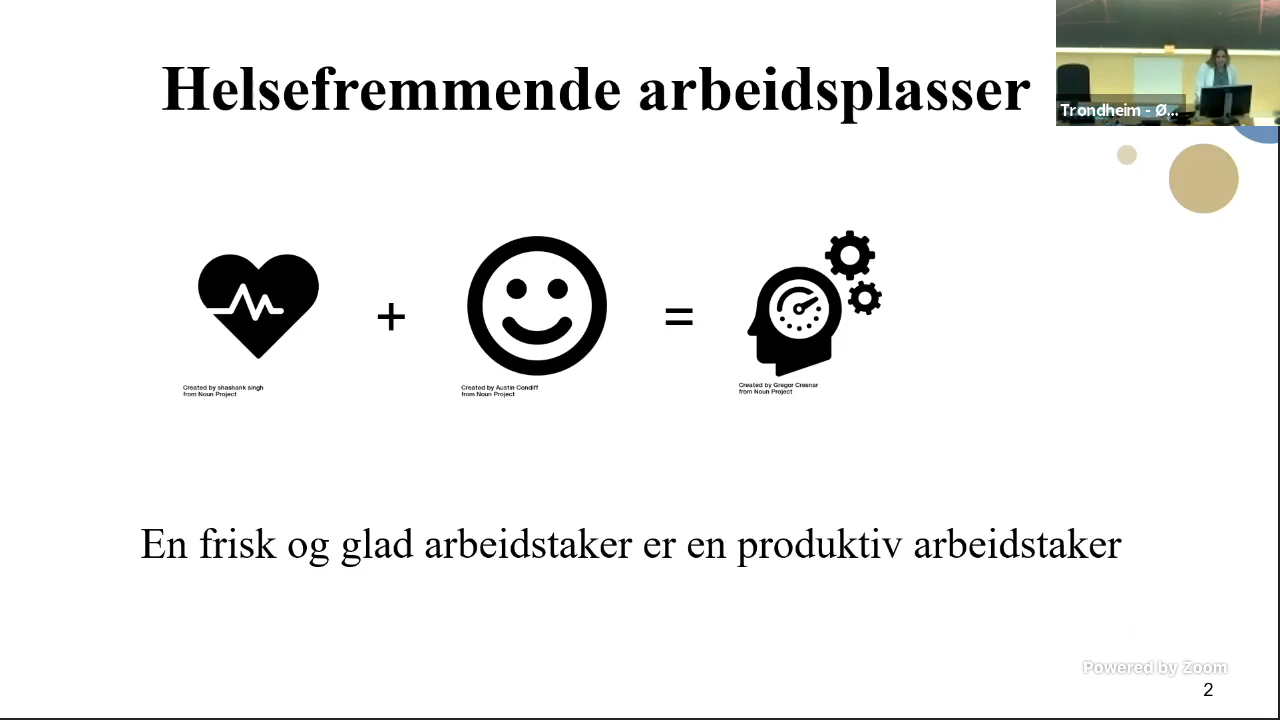 Helsefremmende arbeidsplasser
Trondheim - Ø...
+
=
Created by shashank singh
from Noun Project
Created by Austin Condiff
from Noun Project
Created by Gregor Cresnar
from Noun Project
En frisk og glad arbeidstaker er en produktiv arbeidstaker
Powered by Zoom
2